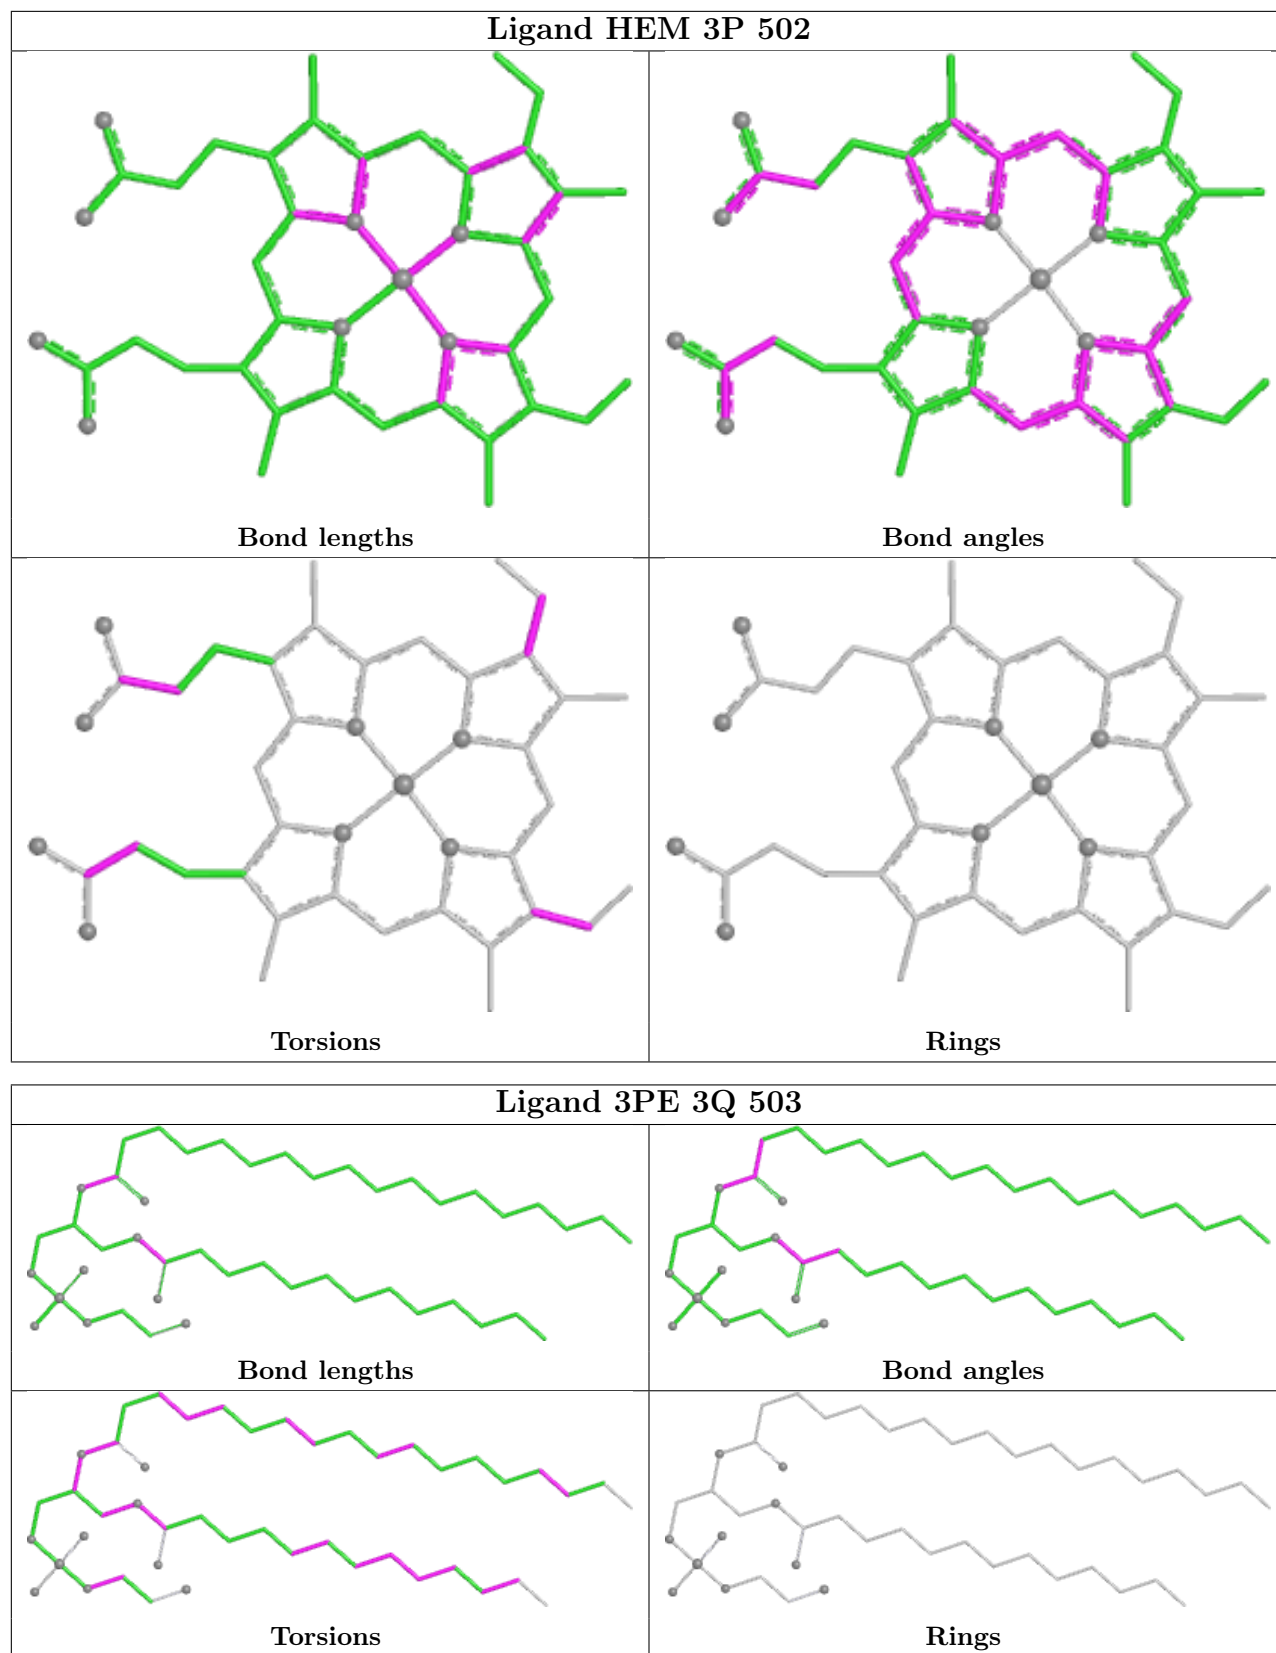 Ligand HEM 3P 502
Bond lengths
Bond angles
Torsions
Rings
Ligand 3PE 3Q 503
Bond lengths
Bond angles
Torsions
Rings